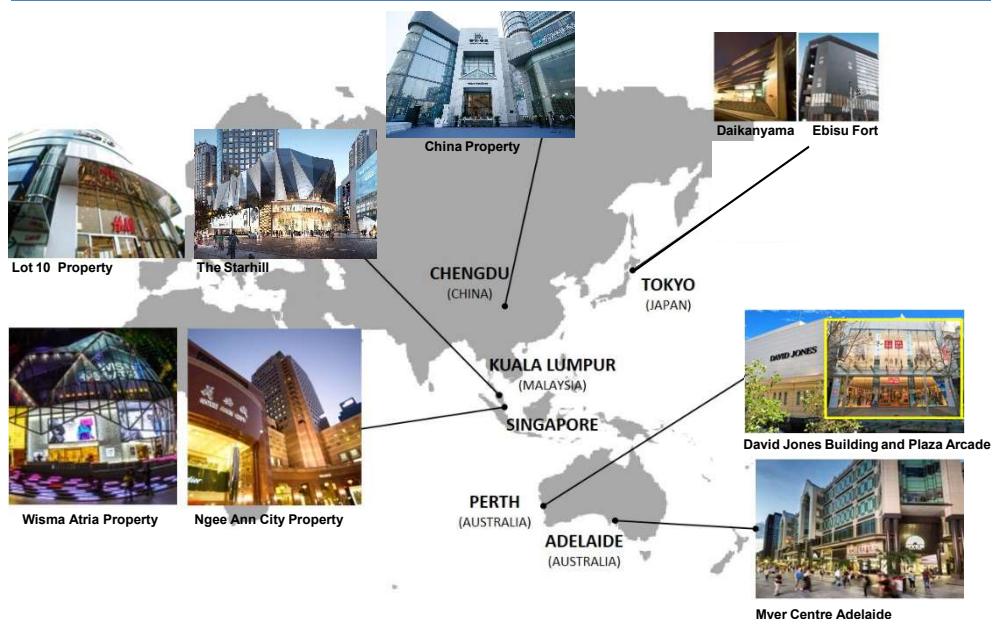 Daikanyama
Ebisu Fort
China Property
Lot 10 Property
The Starhill
H&M
CHENGDU
(CHINA)
TOKYO
(JAPAN)
KUALA LUMPUR
(MALAYSIA)
SINGAPORE
DAVID JONES
David Jones Building and Plaza Arcade
Wisma Atria Property
Ngee Ann City Property
PERTH
(AUSTRALIA)
ADELAIDE
(AUSTRALIA)
Myer Centre Adelaide